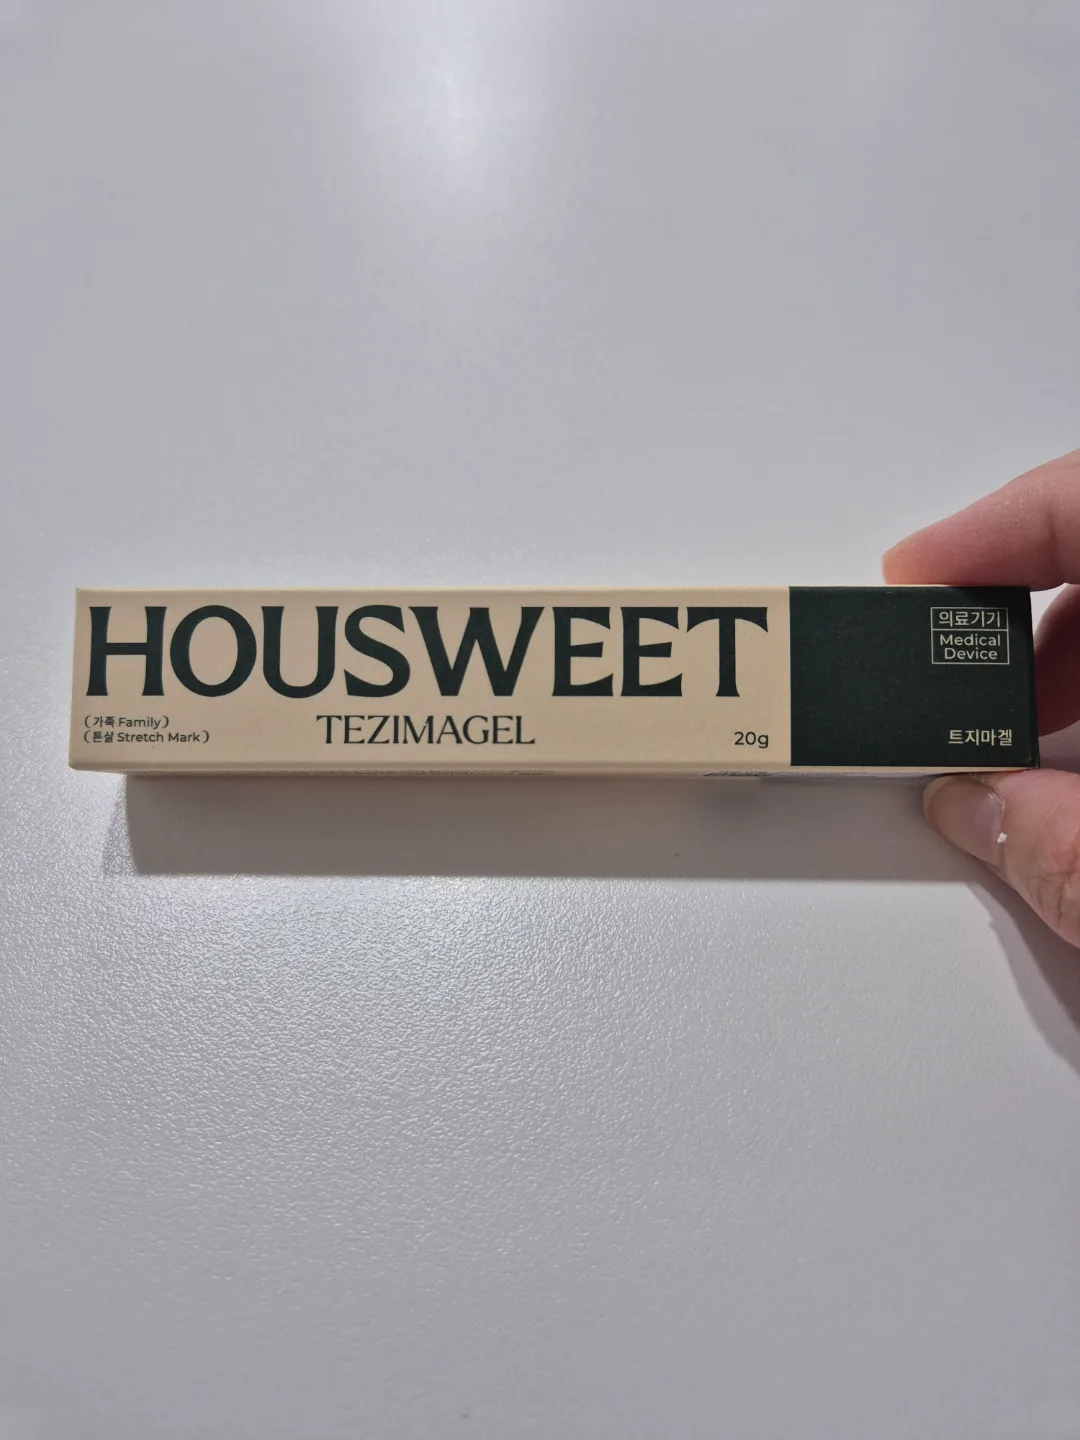 HOUSWEET
(가족 Family)
(튼살 Stretch Mark)
TEZIMAGEL
20g
의료기기
Medical
Device
트지마겔